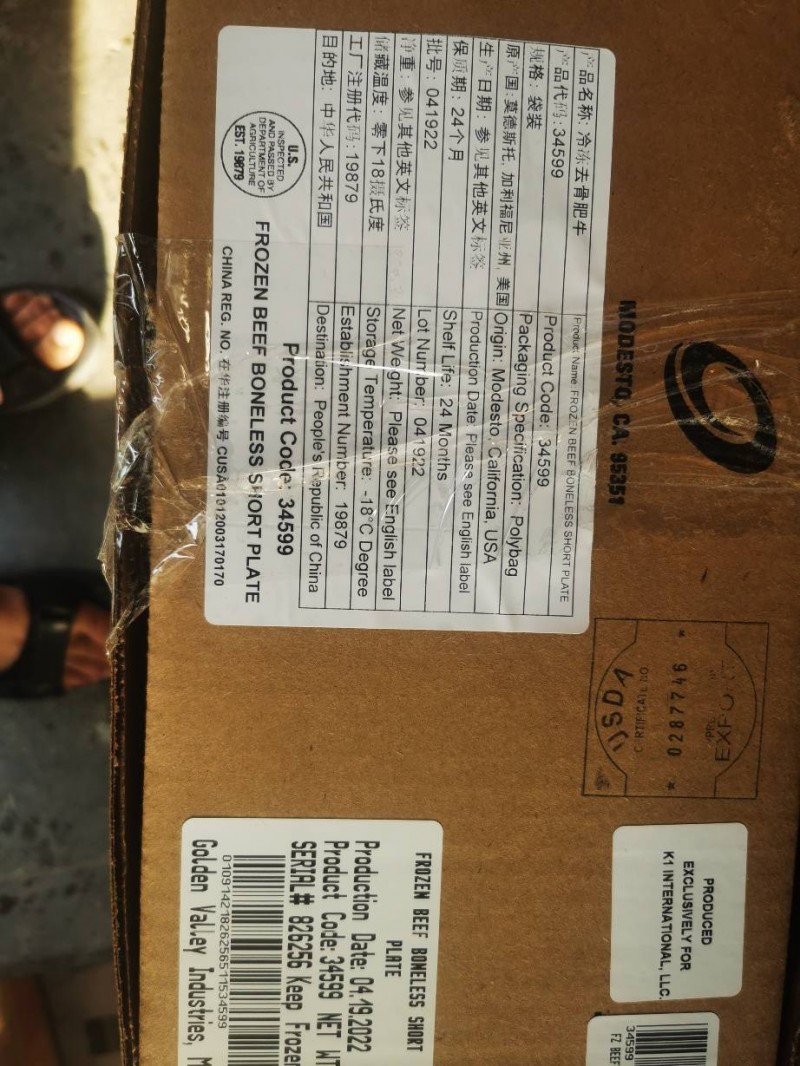 产品名称: 冷冻去骨肥牛
Product Name: FROZEN BEEF BONELESS SHORT PLATE
产品代码: 34599
Product Code: 34599
规格: 袋装
Packaging Specification: Polybag
原产国: 莫德斯托, 加利福尼亚州, 美国
Origin: Modesto, California, USA
生产日期: 参见其他英文标签
Production Date: Please see English label
保质期: 24个月
Shelf Life: 24 Months
批号: 041922
Lot Number: 041922
净重: 参见其他英文标签
Net Weight: Please see English label
储藏温度: 零下18摄氏度
Storage Temperature: -18°C Degree
工厂注册代码: 19879
Establishment Number: 19879
目的地: 中华人民共和国
Destination: People's Republic of China
U.S.
INSPECTED
AND PASSED BY
DEPARTMENT OF
AGRICULTURE
EST. 19879
Product Code: 34599
FROZEN BEEF BONELESS SHORT PLATE
CHINA REG. NO. 在华注册编号 CUSA01012003170170
MODESTO, CA. 95351
EXPO
* 0287746 *
CERTIFICATE NO
USDA
PRODUCED
EXCLUSIVELY FOR
K1 INTERNATIONAL, LLC.
FROZEN BEEF BONELESS SHORT
PLATE
Production Date: 04.19.2022
Product Code: 34599 NET WT
SERIAL# 826256 Keep Frozen
Golden Valley Industries, M
34599
FZ BEEF